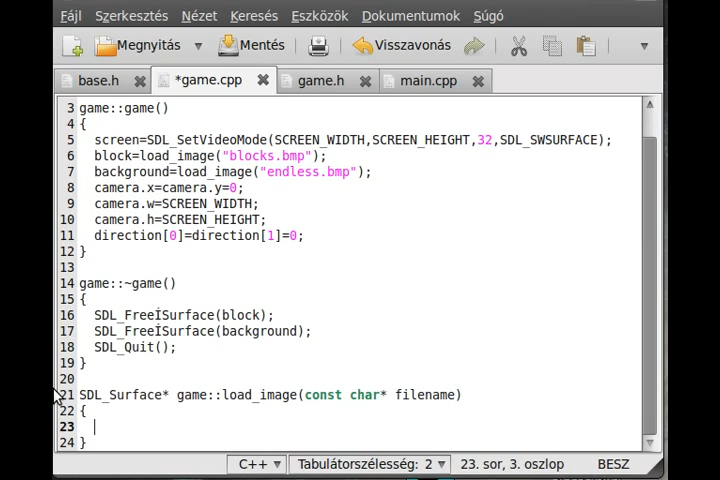 Fájl Szerkesztés Nézet Keresés Eszközök Dokumentumok Súgó
Megnyitás Mentés Visszavonás
base.h *game.cpp game.h main.cpp
3 game::game()
4 {
5 screen=SDL_SetVideoMode(SCREEN_WIDTH,SCREEN_HEIGHT,32,SDL_SWSURFACE);
6 block=load_image("blocks.bmp");
7 background=load_image("endless.bmp");
8 camera.x=camera.y=0;
9 camera.w=SCREEN_WIDTH;
10 camera.h=SCREEN_HEIGHT;
11 direction[0]=direction[1]=0;
12 }
13
14 game::~game()
15 {
16 SDL_FreeÍSurface(block);
17 SDL_FreeÍSurface(background);
18 SDL_Quit();
19 }
20
21 SDL_Surface* game::load_image(const char* filename)
22 {
23
24 }
C++ Tabulátorszélesség: 2 23. sor, 3. oszlop BESZ